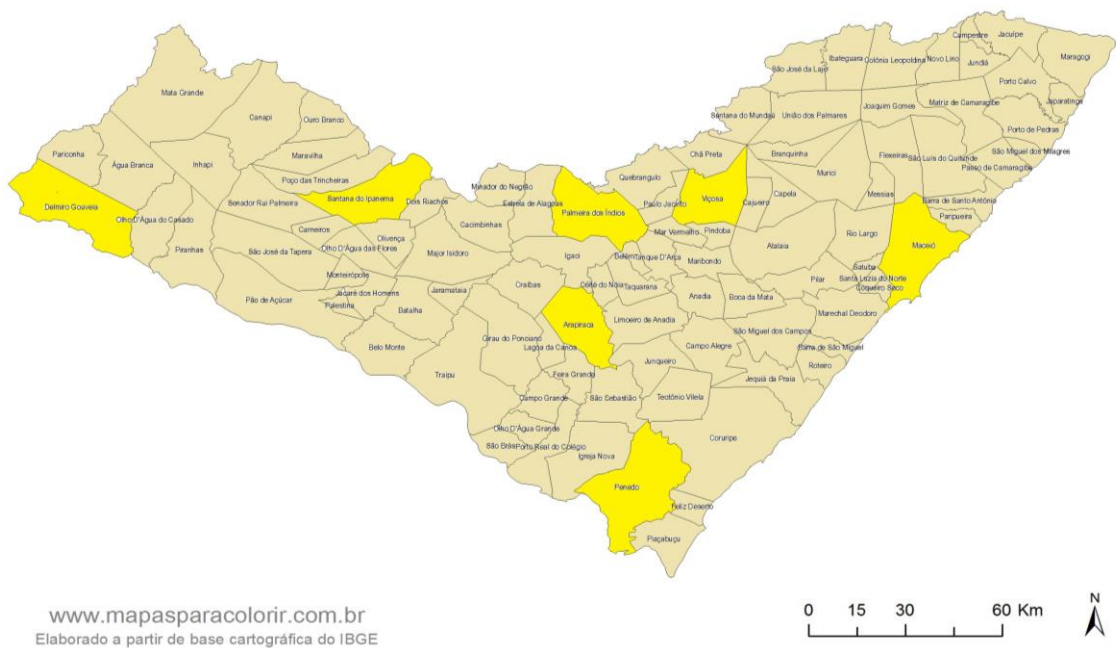 Campestre
Jacuípe
Ibateguara
Colônia Leopoldina
Novo Lino
Maragogi
Jundiá
São José da Laje
Porto Calvo
Mata Grande
Joaquim Gomes
Matriz de Camaragibe
Japaratinga
Canapi
Ouro Branco
Santana do Mundaú
União dos Palmares
Porto de Pedras
Pariconha
Água Branca
Inhapi
Maravilha
Chã Preta
Branquinha
Flexeiras
São Luís do Quitunde
São Miguel dos Milagres
Poço das Trincheiras
Quebrangulo
Murici
Passo de Camaragibe
Minador do Negrão
Capela
Messias
Santana do Ipanema
Dois Riachos
Estrela de Alagoas
Paulo Jacinto
Viçosa
Cajueiro
Barra de Santo Antônio
Delmiro Gouveia
Senador Rui Palmeira
Olho D'Água do Casado
Palmeira dos Índios
Paripueira
Carneiros
Cacimbinhas
Mar Vermelho
Pindoba
Rio Largo
Olivença
Maceió
Piranhas
São José da Tapera
Olho D'Água das Flores
Major Isidoro
Igaci
Belém
Tanque D'Arca
Maribondo
Atalaia
Satuba
Monteirópolis
Craíbas
Coité do Nóia
Taquarana
Pilar
Santa Luzia do Norte
Coqueiro Seco
Pão de Açúcar
Jacaré dos Homens
Jaramataia
Anadia
Boca da Mata
Palestina
Batalha
Marechal Deodoro
Arapiraca
Limoeiro de Anadia
São Miguel dos Campos
Girau do Ponciano
Belo Monte
Lagoa da Canoa
Campo Alegre
Barra de São Miguel
Junqueiro
Roteiro
Traipu
Feira Grande
Jequiá da Praia
Campo Grande
São Sebastião
Teotônio Vilela
Olho D'Água Grande
Coruripe
São Brás
Porto Real do Colégio
Igreja Nova
Penedo
Feliz Deserto
Piaçabuçu
www.mapasparacolorir.com.br
Elaborado a partir de base cartográfica do IBGE
0 15 30 60 Km
N